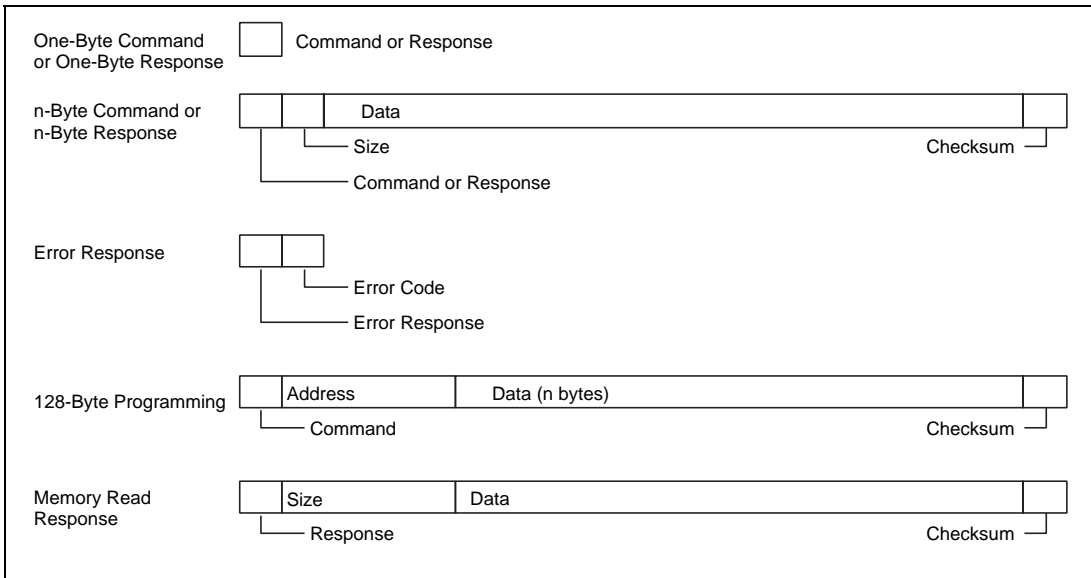 One-Byte Command
or One-Byte Response
Command or Response
n-Byte Command or
n-Byte Response
Data
Size
Checksum
Command or Response
Error Response
Error Code
Error Response
128-Byte Programming
Address
Data (n bytes)
Command
Checksum
Memory Read
Response
Size
Data
Response
Checksum